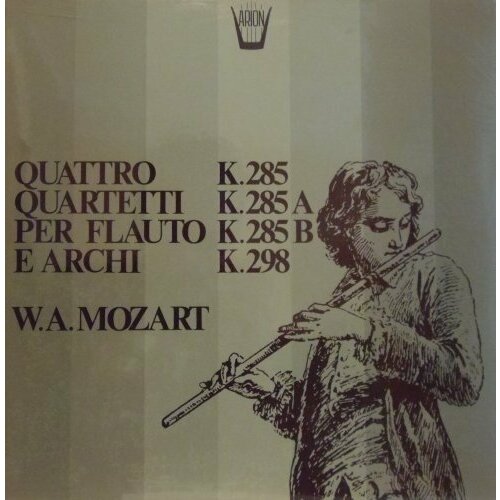 ARION
QUATTRO K.285
QUARTETTI K.285 A
PER FLAUTO K.285 B
E ARCHI K.298
W.A.MOZART